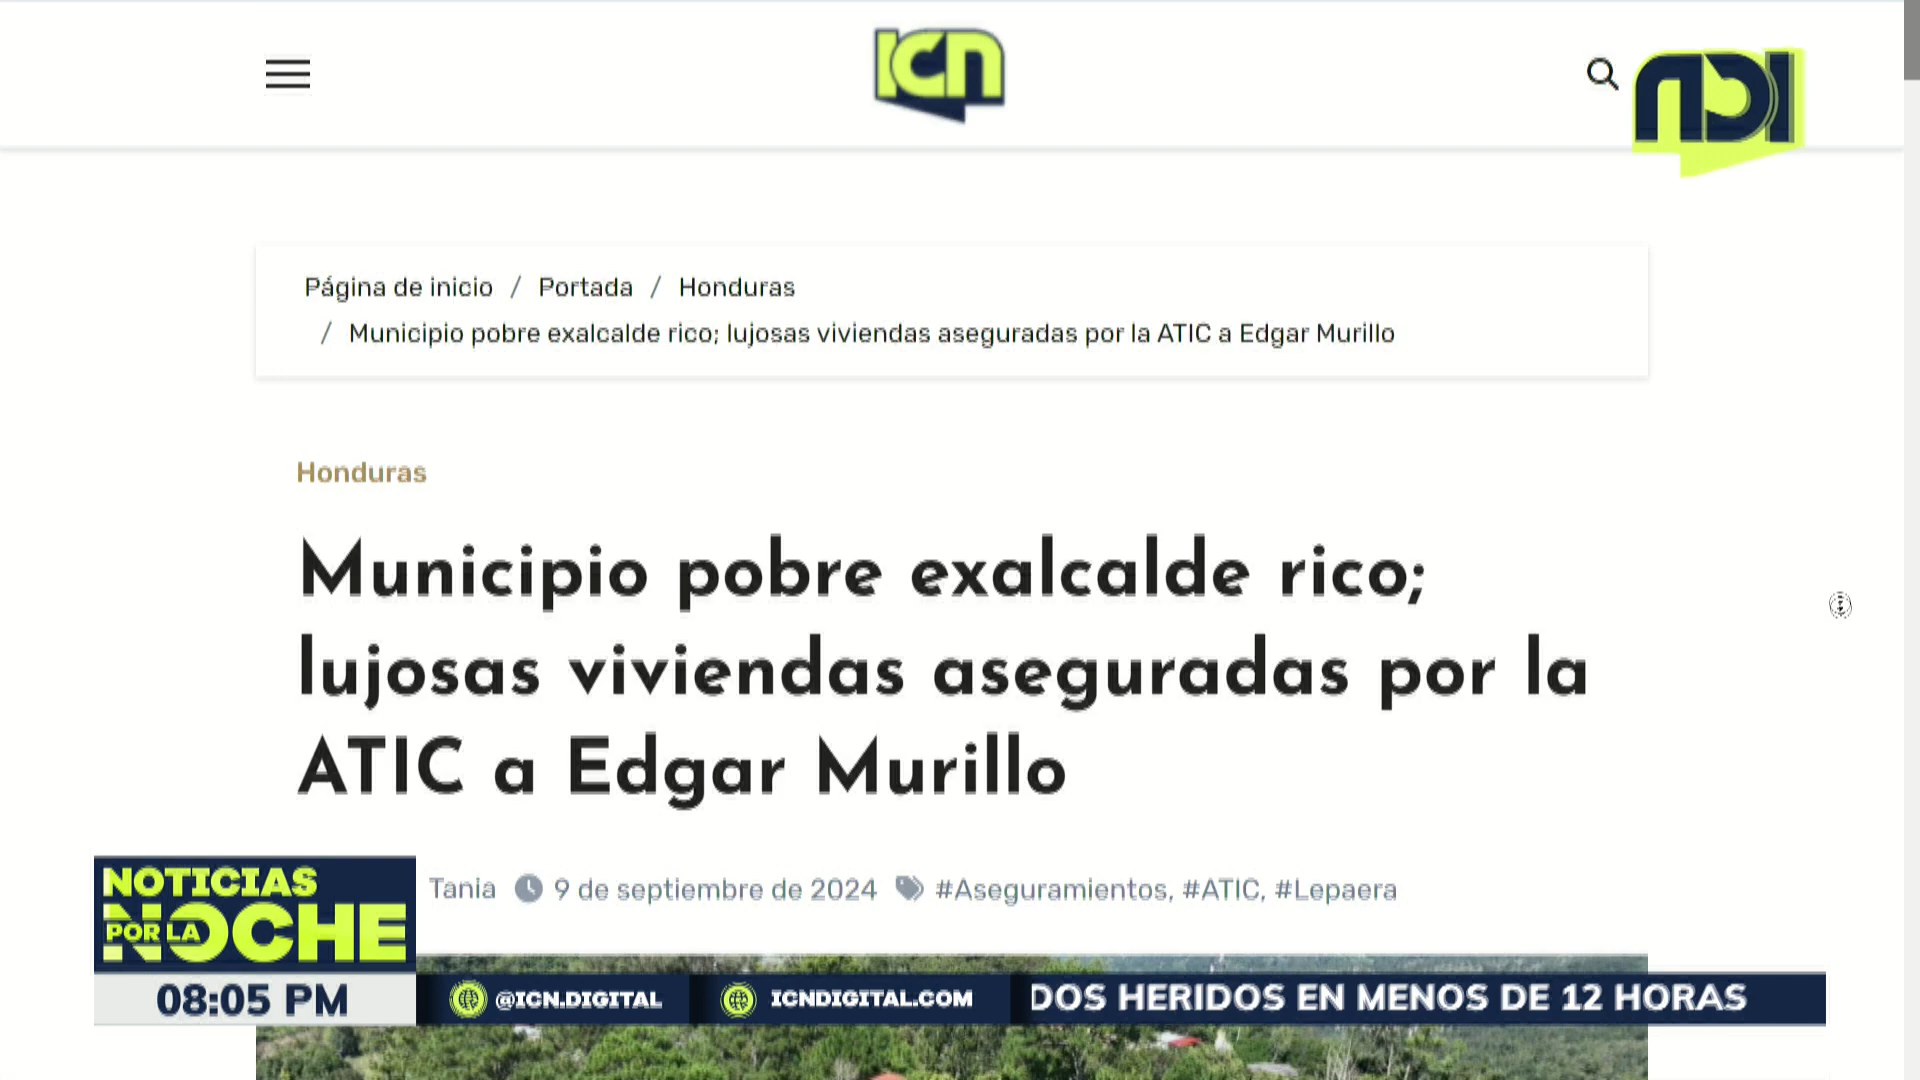 ICN
ICN
Página de inicio / Portada / Honduras
/ Municipio pobre exalcalde rico; lujosas viviendas aseguradas por la ATIC a Edgar Murillo
Honduras
Municipio pobre exalcalde rico;
lujosas viviendas aseguradas por la
ATIC a Edgar Murillo
Tania 9 de septiembre de 2024 #Aseguramientos, #ATIC, #Lepaera
NOTICIAS
POR LA NOCHE
08:05 PM @ICN.DIGITAL ICNDIGITAL.COM DOS HERIDOS EN MENOS DE 12 HORAS